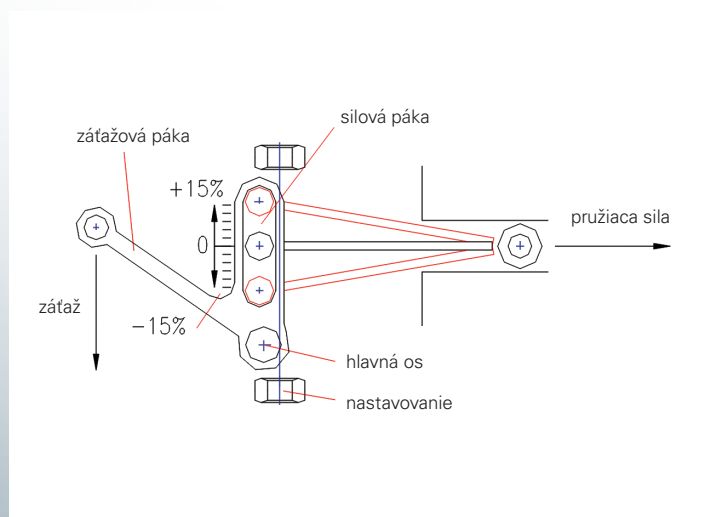 silová páka
záťažová páka
+15%
pružiaca sila
0
záťaž
−15%
hlavná os
nastavovanie